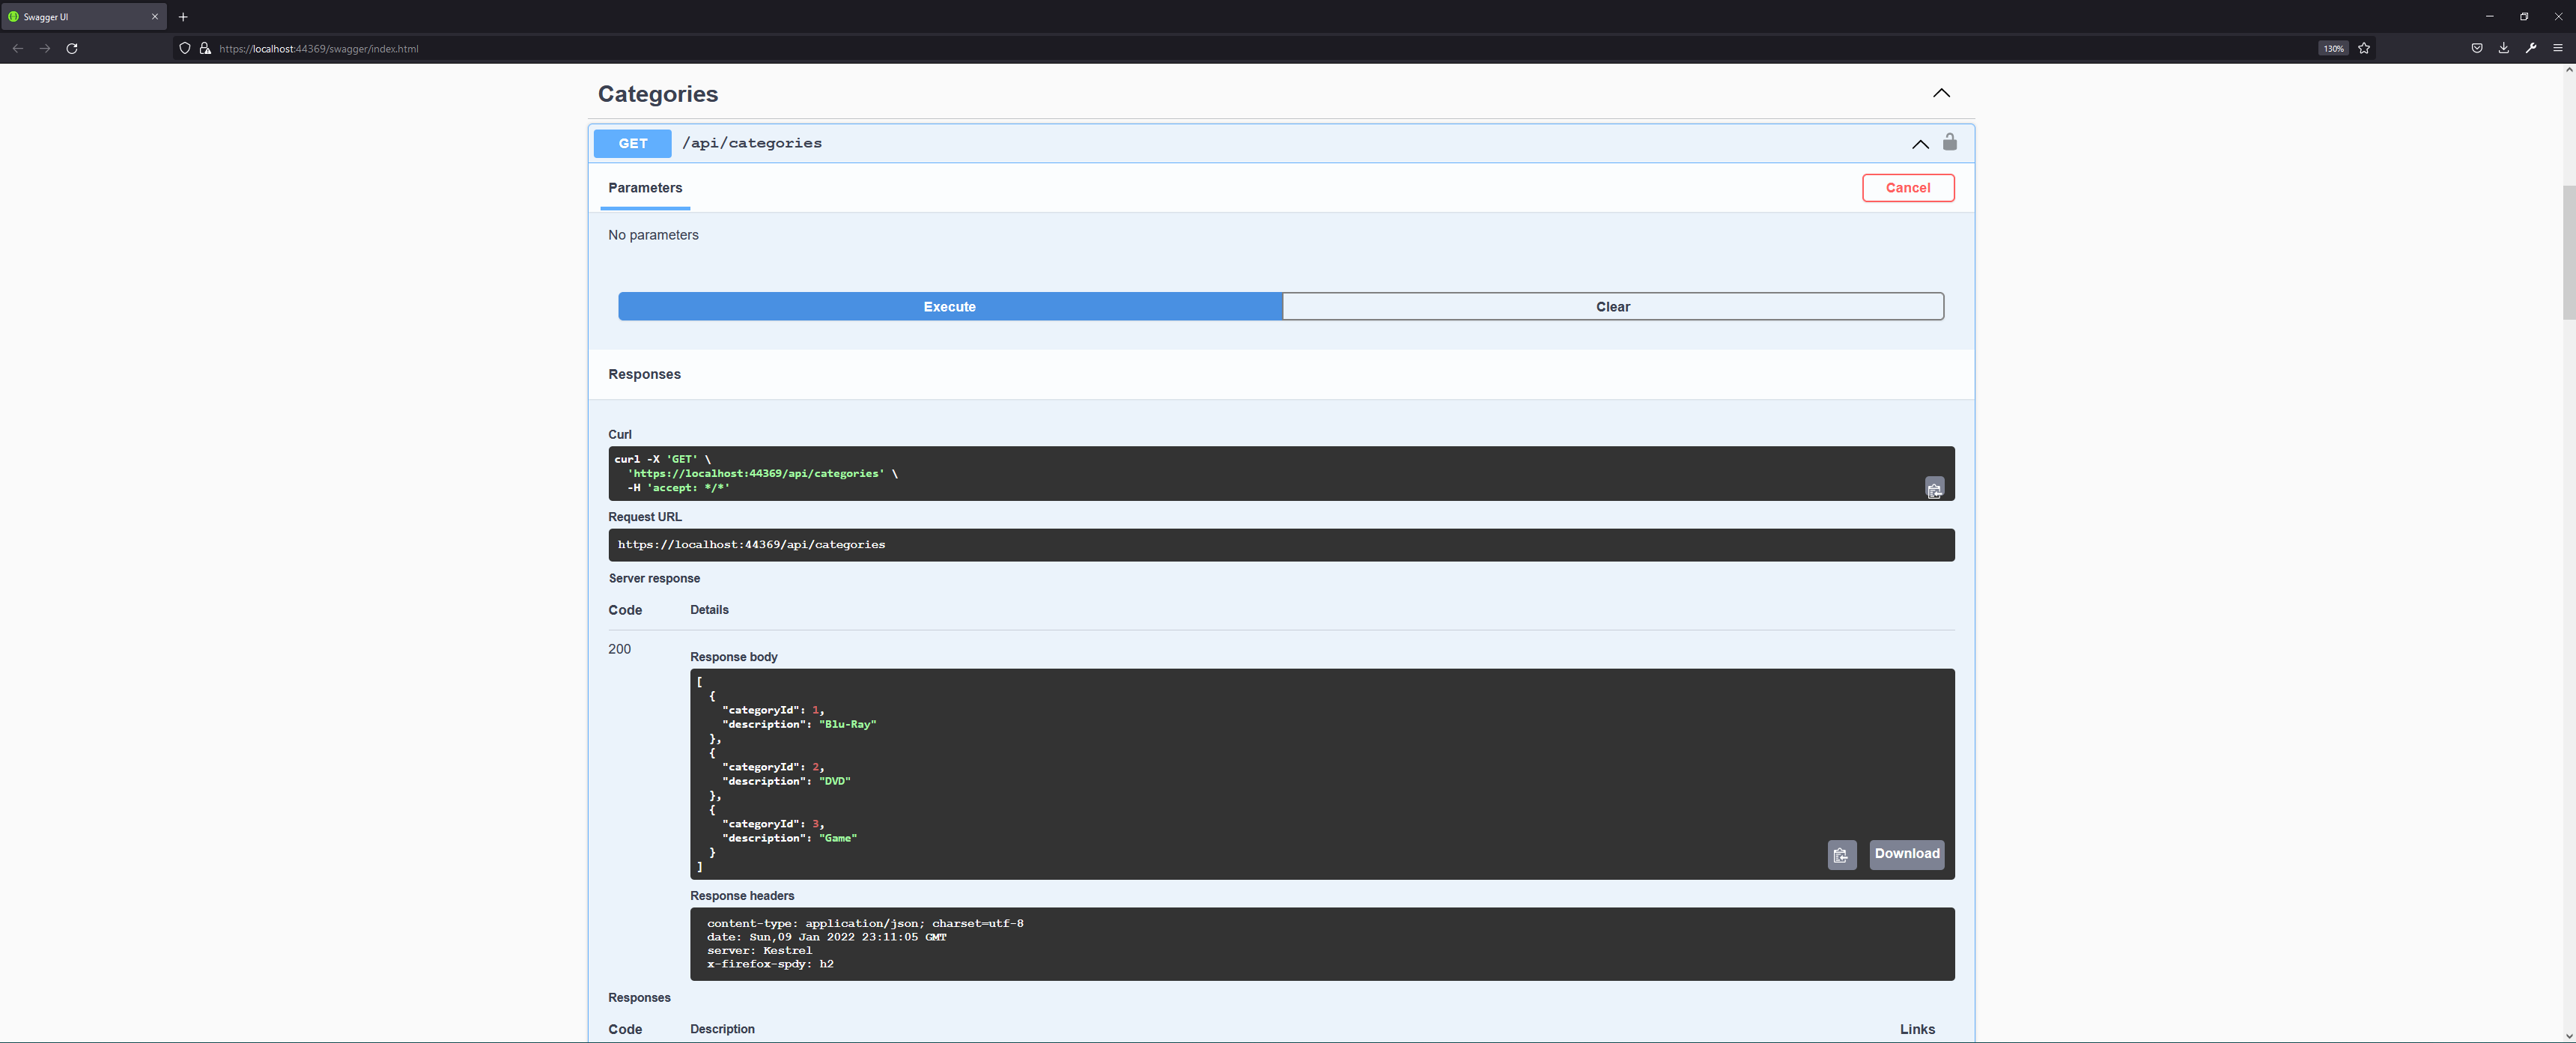 Swagger UI
https://localhost:44369/swagger/index.html
130%
Categories
GET /api/categories
Parameters
Cancel
No parameters
Execute
Clear
Responses
Curl
curl -X 'GET' \
  'https://localhost:44369/api/categories' \
  -H 'accept: */*'
Request URL
https://localhost:44369/api/categories
Server response
Code Details
200
Response body
[
  {
    "categoryId": 1,
    "description": "Blu-Ray"
  },
  {
    "categoryId": 2,
    "description": "DVD"
  },
  {
    "categoryId": 3,
    "description": "Game"
  }
]
Download
Response headers
content-type: application/json; charset=utf-8
date: Sun,09 Jan 2022 23:11:05 GMT
server: Kestrel
x-firefox-spdy: h2
Responses
Code Description Links